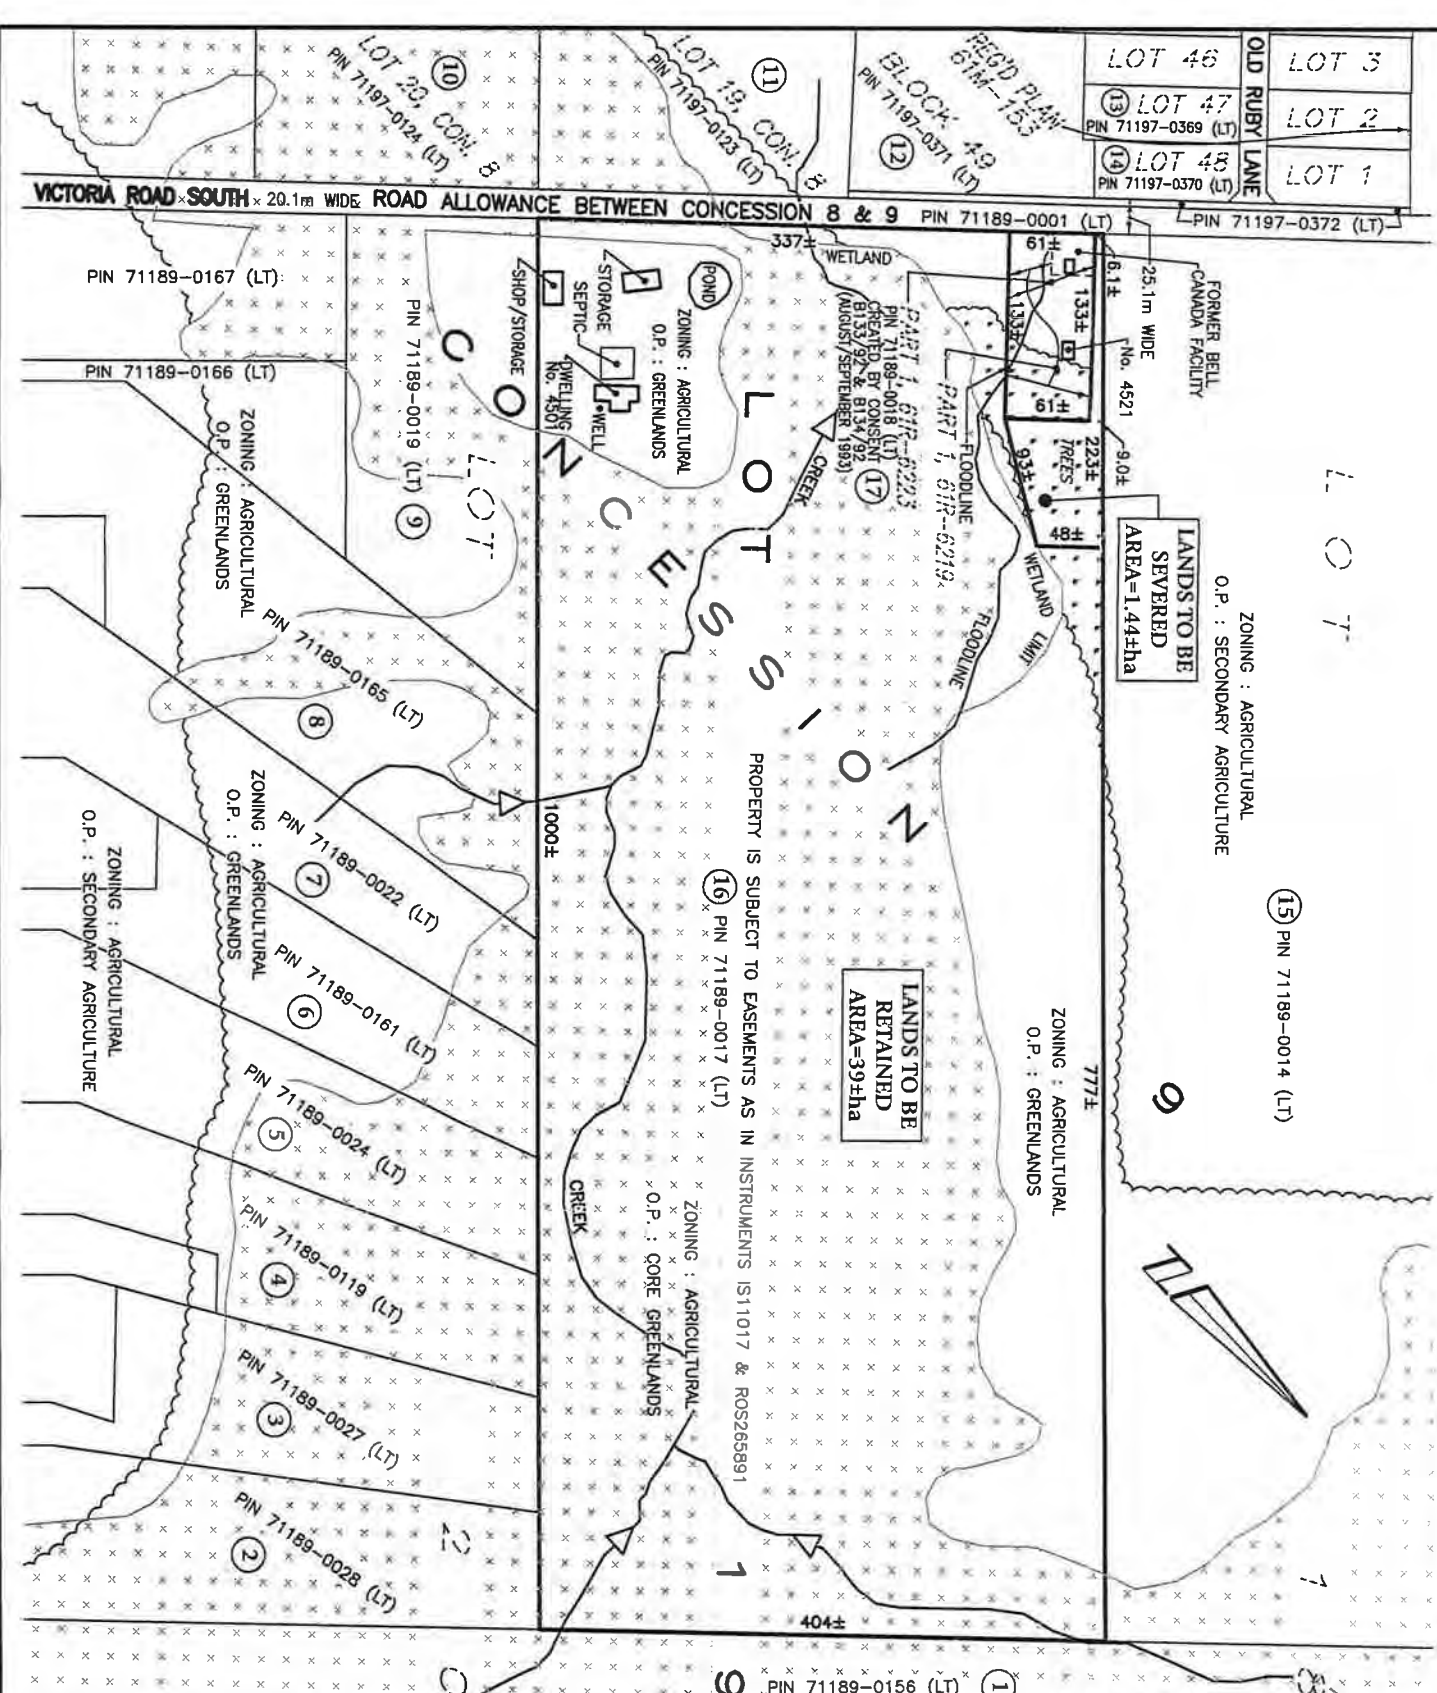 OLD RUBY LANE
LOT 46
LOT 3
13 LOT 47
PIN 71197-0369 (LT)
LOT 2
14 LOT 48
PIN 71197-0370 (LT)
LOT 1
PIN 71197-0372 (LT)
REG'D PLAN
61M-153
BLOCK 49
PIN 71197-0371 (LT)
12
11
LOT 19, CON. 8
PIN 71197-0123 (LT)
10
LOT 20, CON. 8
PIN 71197-0124 (LT)
VICTORIA ROAD SOUTH 20.1m WIDE ROAD ALLOWANCE BETWEEN CONCESSION 8 & 9 PIN 71189-0001 (LT)
25.1m WIDE
FORMER BELL
CANADA FACILITY
No. 4521
61±
6.1±
133±
133±
61±
9.0±
223±
TREES
93±
48±
LANDS TO BE
SEVERED
AREA=1.44±ha
337±
WETLAND
PART 1, 61R-6223
PIN 71189-0018 (LT)
CREATED BY CONSENT
B133/92 & B134/92
(AUGUST/SEPTEMBER 1993)
17
PART 1, 61R-6219
FLOODLINE
FLOODLINE
WETLAND LIMIT
CREEK
POND
STORAGE
SEPTIC
SHOP/STORAGE
DWELLING
No. 4501
WELL
ZONING : AGRICULTURAL
O.P. : GREENLANDS
LOT
CONCESSION
PIN 71189-0167 (LT)
PIN 71189-0166 (LT)
PIN 71189-0019 (LT) 9
LOT
ZONING : AGRICULTURAL
O.P. : GREENLANDS
PIN 71189-0165 (LT)
8
PIN 71189-0022 (LT)
7
ZONING : AGRICULTURAL
O.P. : GREENLANDS
ZONING : AGRICULTURAL
O.P. : SECONDARY AGRICULTURE
PIN 71189-0161 (LT)
6
PIN 71189-0024 (LT)
5
PIN 71189-0119 (LT)
4
PIN 71189-0027 (LT)
3
PIN 71189-0028 (LT)
2
1000±
CREEK
PROPERTY IS SUBJECT TO EASEMENTS AS IN INSTRUMENTS IS11017 & ROS265891
16 PIN 71189-0017 (LT)
LANDS TO BE
RETAINED
AREA=39±ha
ZONING : AGRICULTURAL
O.P. : CORE GREENLANDS
ZONING : AGRICULTURAL
O.P. : GREENLANDS
777±
LOT
ZONING : AGRICULTURAL
O.P. : SECONDARY AGRICULTURE
15 PIN 71189-0014 (LT)
9
1
404±
9
PIN 71189-0156 (LT) 1